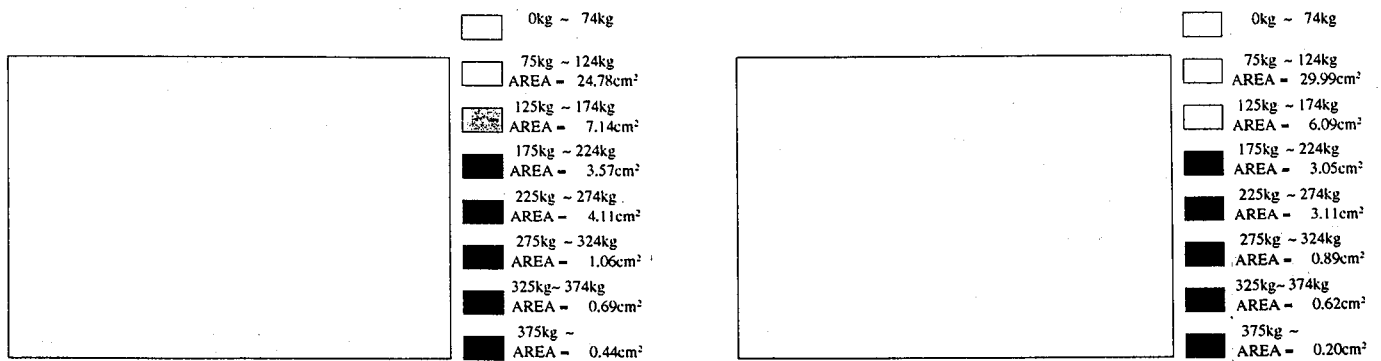 0kg ~ 74kg
75kg ~ 124kg
AREA = 24.78cm²
125kg ~ 174kg
AREA = 7.14cm²
175kg ~ 224kg
AREA = 3.57cm²
225kg ~ 274kg
AREA = 4.11cm²
275kg ~ 324kg
AREA = 1.06cm²
325kg~ 374kg
AREA = 0.69cm²
375kg ~
AREA = 0.44cm²
0kg ~ 74kg
75kg ~ 124kg
AREA = 29.99cm²
125kg ~ 174kg
AREA = 6.09cm²
175kg ~ 224kg
AREA = 3.05cm²
225kg ~ 274kg
AREA = 3.11cm²
275kg ~ 324kg
AREA = 0.89cm²
325kg~ 374kg
AREA = 0.62cm²
375kg ~
AREA = 0.20cm²